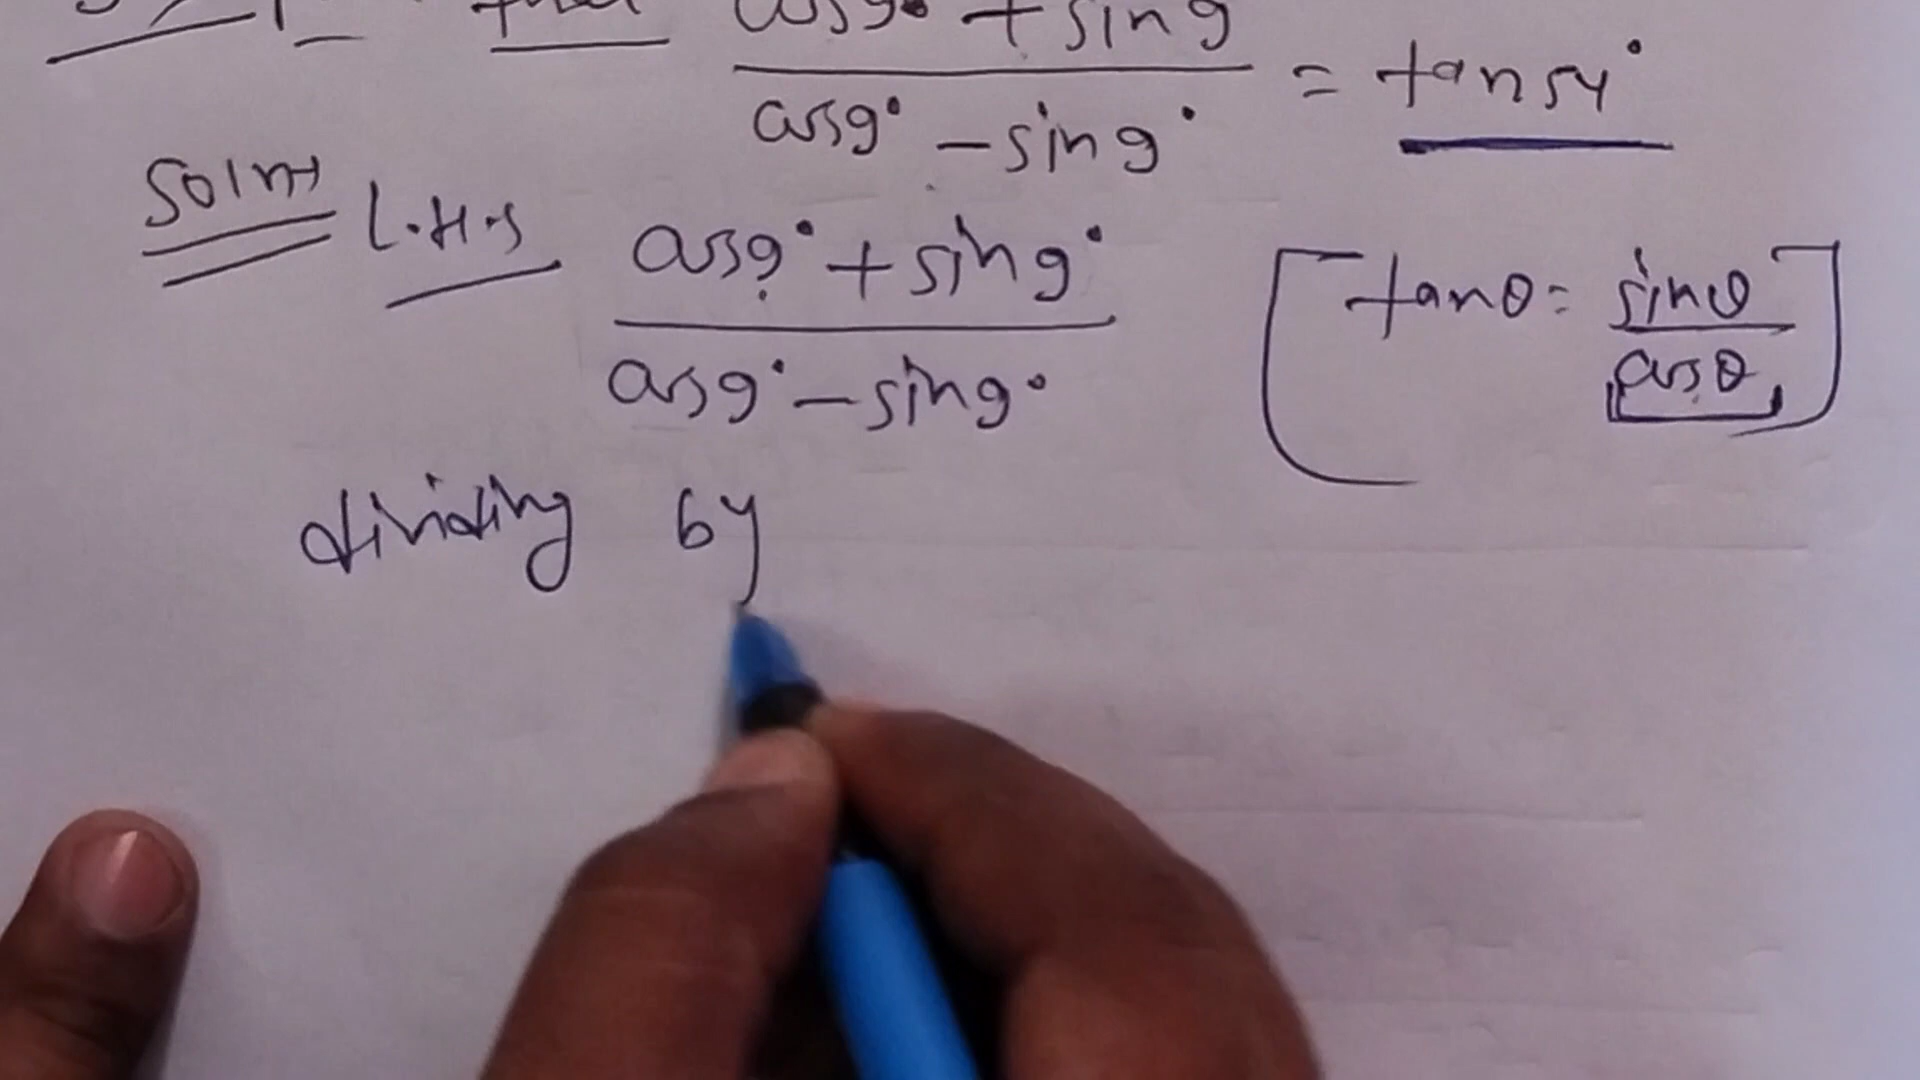 cos9° + sin9
cos9° - sin9° = tan54°
Soln L.H.S cos9° + sin9°
cos9° - sin9°
[tanθ = sinθ
cosθ]
dividing by